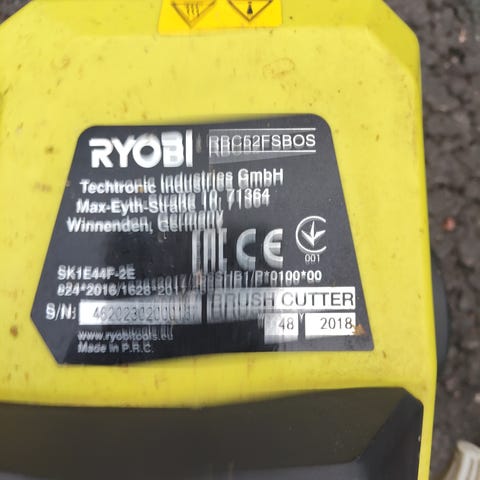 RYOBI
RBC52FSBOS
Techtronic Industries GmbH
Max-Eyth-Straße 10, 71364
Winnenden, Germany
EAC CE
001
SK1E44F-2E
BRUSH CUTTER
S/N:
48 2018
www.ryobitools.eu
Made in P.R.C.